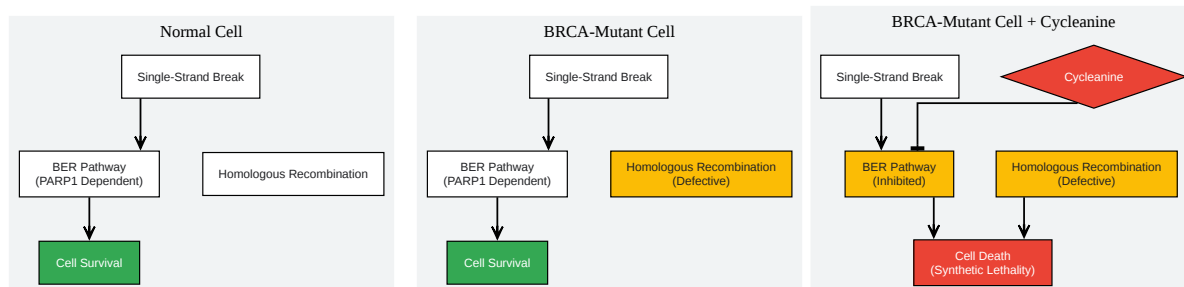 Normal Cell
Single-Strand Break
BER Pathway
(PARP1 Dependent)
Homologous Recombination
Cell Survival
BRCA-Mutant Cell
Single-Strand Break
BER Pathway
(PARP1 Dependent)
Homologous Recombination
(Defective)
Cell Survival
BRCA-Mutant Cell + Cycleanine
Single-Strand Break
Cycleanine
BER Pathway
(Inhibited)
Homologous Recombination
(Defective)
Cell Death
(Synthetic Lethality)